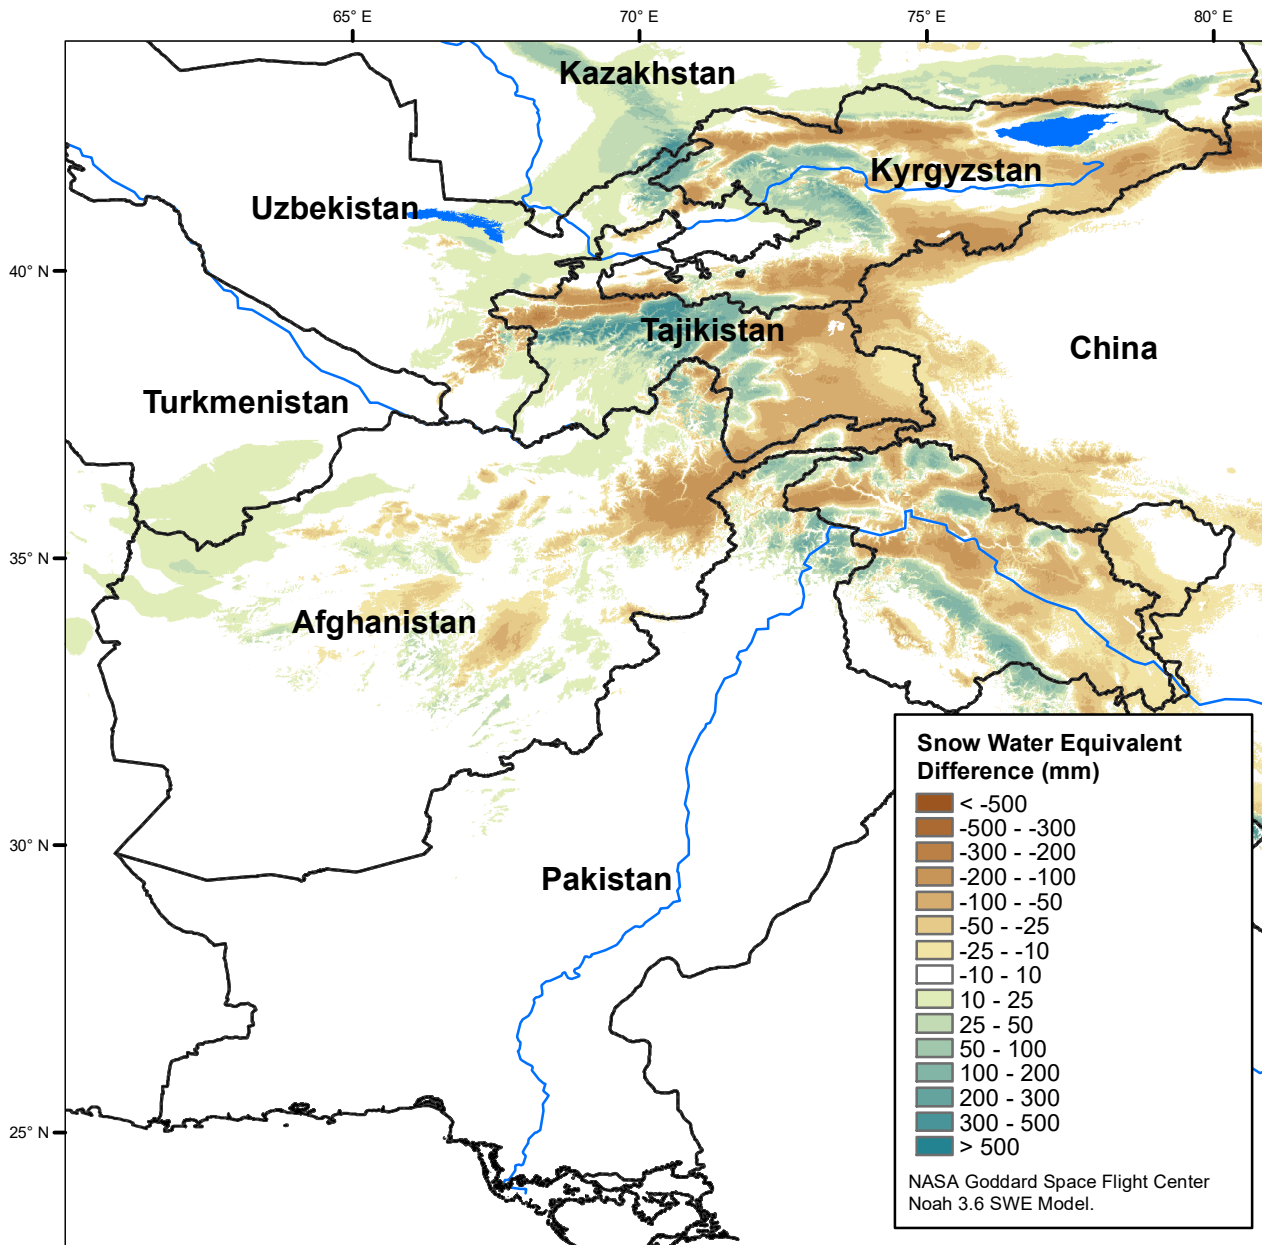 65° E
70° E
75° E
80° E
Kazakhstan
Kyrgyzstan
Uzbekistan
40° N
Tajikistan
China
Turkmenistan
35° N
Afghanistan
Snow Water Equivalent
Difference (mm)
< -500
-500 - -300
-300 - -200
-200 - -100
-100 - -50
-50 - -25
-25 - -10
-10 - 10
10 - 25
25 - 50
50 - 100
100 - 200
200 - 300
300 - 500
> 500
30° N
Pakistan
25° N
NASA Goddard Space Flight Center
Noah 3.6 SWE Model.